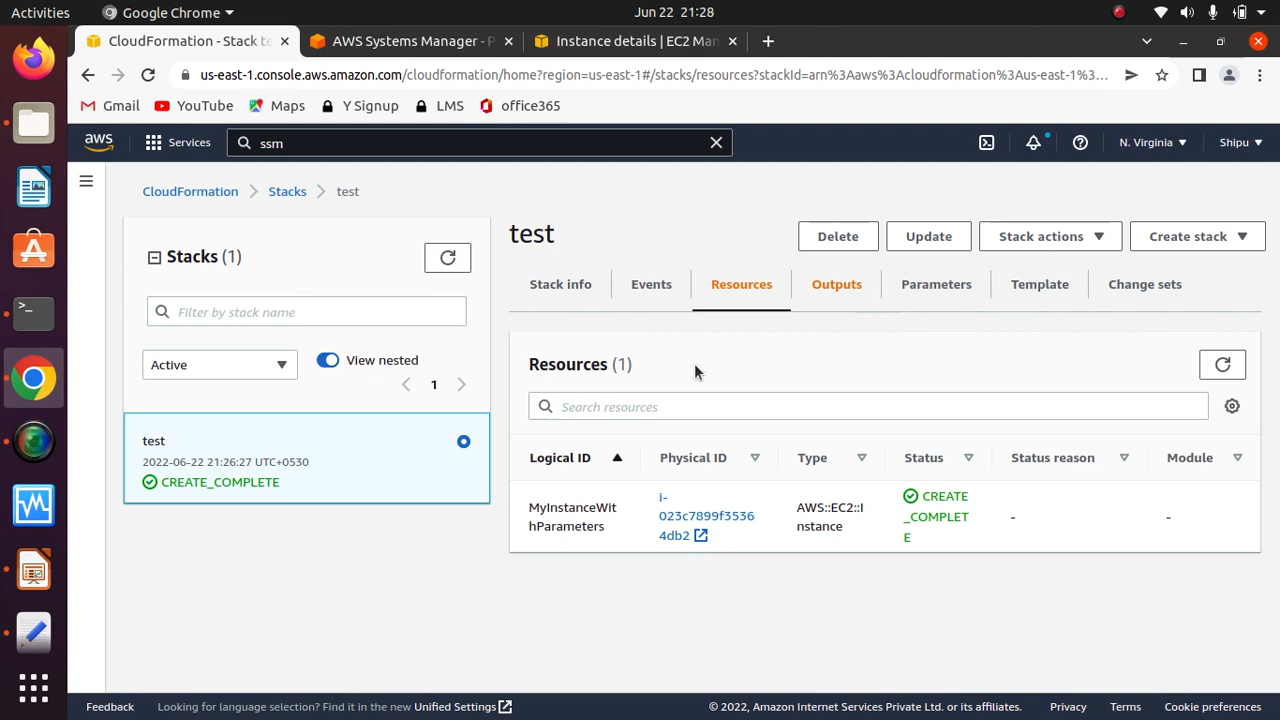 Activities Google Chrome Jun 22 21:28
CloudFormation - Stack te AWS Systems Manager - P Instance details | EC2 Man
us-east-1.console.aws.amazon.com/cloudformation/home?region=us-east-1#/stacks/resources?stackId=arn%3Aaws%3Acloudformation%3Aus-east-1%3...
Gmail YouTube Maps Y Signup LMS office365
aws Services ssm N. Virginia Shipu
CloudFormation Stacks test
Stacks (1)
Filter by stack name
Active View nested
1
test
2022-06-22 21:26:27 UTC+0530
CREATE_COMPLETE
test Delete Update Stack actions Create stack
Stack info Events Resources Outputs Parameters Template Change sets
Resources (1)
Search resources
Logical ID Physical ID Type Status Status reason Module
MyInstanceWit
hParameters
i-
023c7899f3536
4db2
AWS::EC2::I
nstance
CREATE
_COMPLET
E
- -
Feedback Looking for language selection? Find it in the new Unified Settings © 2022, Amazon Internet Services Private Ltd. or its affiliates. Privacy Terms Cookie preferences